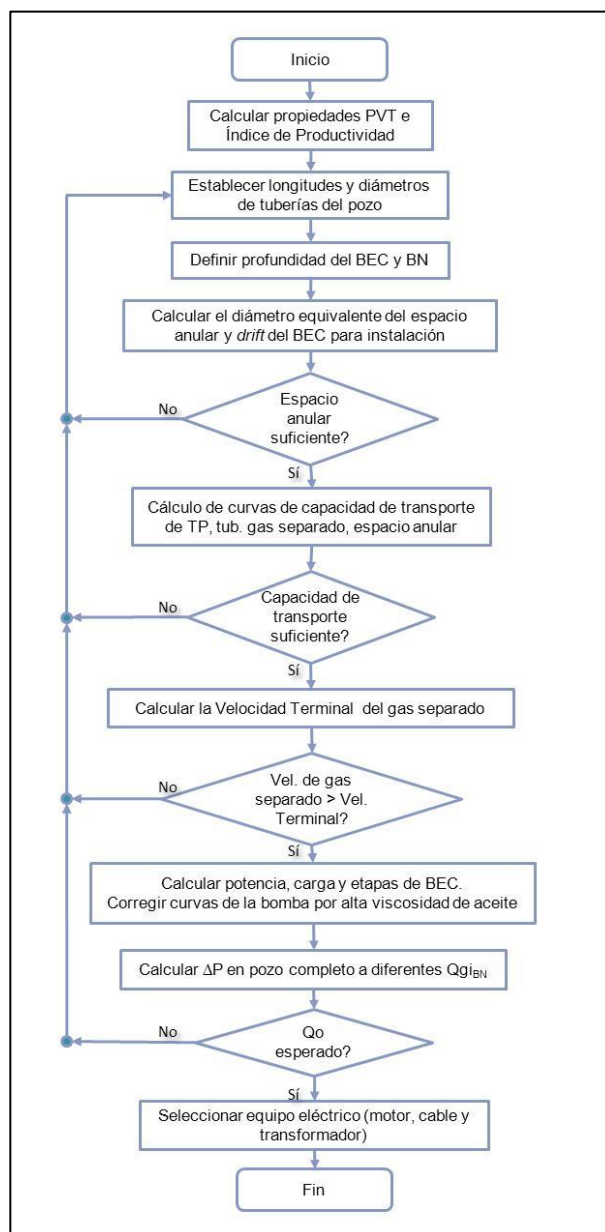 Inicio
Calcular propiedades PVT e
Índice de Productividad
Establecer longitudes y diámetros
de tuberías del pozo
Definir profundidad del BEC y BN
Calcular el diámetro equivalente del espacio
anular y drift del BEC para instalación
Espacio
anular
suficiente?
No
Sí
Cálculo de curvas de capacidad de transporte
de TP, tub. gas separado, espacio anular
Capacidad de
transporte
suficiente?
No
Sí
Calcular la Velocidad Terminal del gas separado
Vel. de gas
separado > Vel.
Terminal?
No
Sí
Calcular potencia, carga y etapas de BEC.
Corregir curvas de la bomba por alta viscosidad de aceite
Calcular ΔP en pozo completo a diferentes QgiBN
Qo
esperado?
No
Sí
Seleccionar equipo eléctrico (motor, cable y
transformador)
Fin